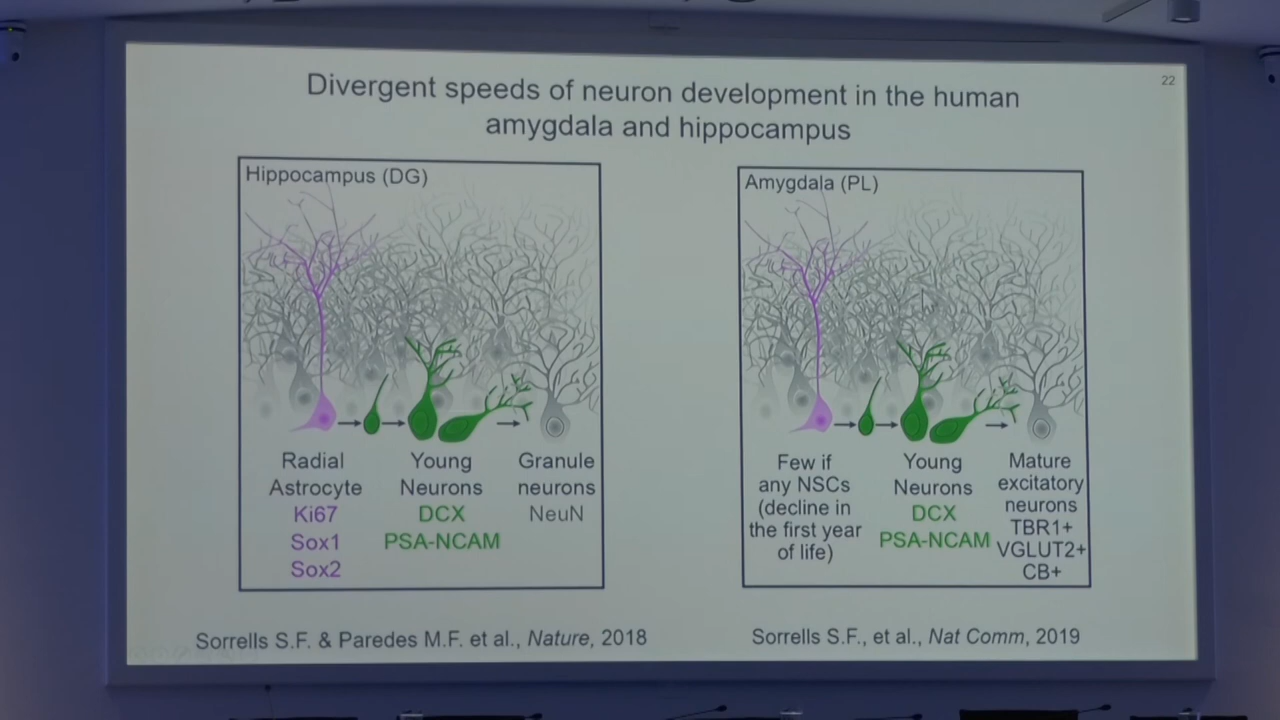 22
Divergent speeds of neuron development in the human
amygdala and hippocampus
Hippocampus (DG)
Radial
Astrocyte
Ki67
Sox1
Sox2
Young
Neurons
DCX
PSA-NCAM
Granule
neurons
NeuN
Sorrells S.F. & Paredes M.F. et al., Nature, 2018
Amygdala (PL)
Few if
any NSCs
(decline in
the first year
of life)
Young
Neurons
DCX
PSA-NCAM
Mature
excitatory
neurons
TBR1+
VGLUT2+
CB+
Sorrells S.F., et al., Nat Comm, 2019